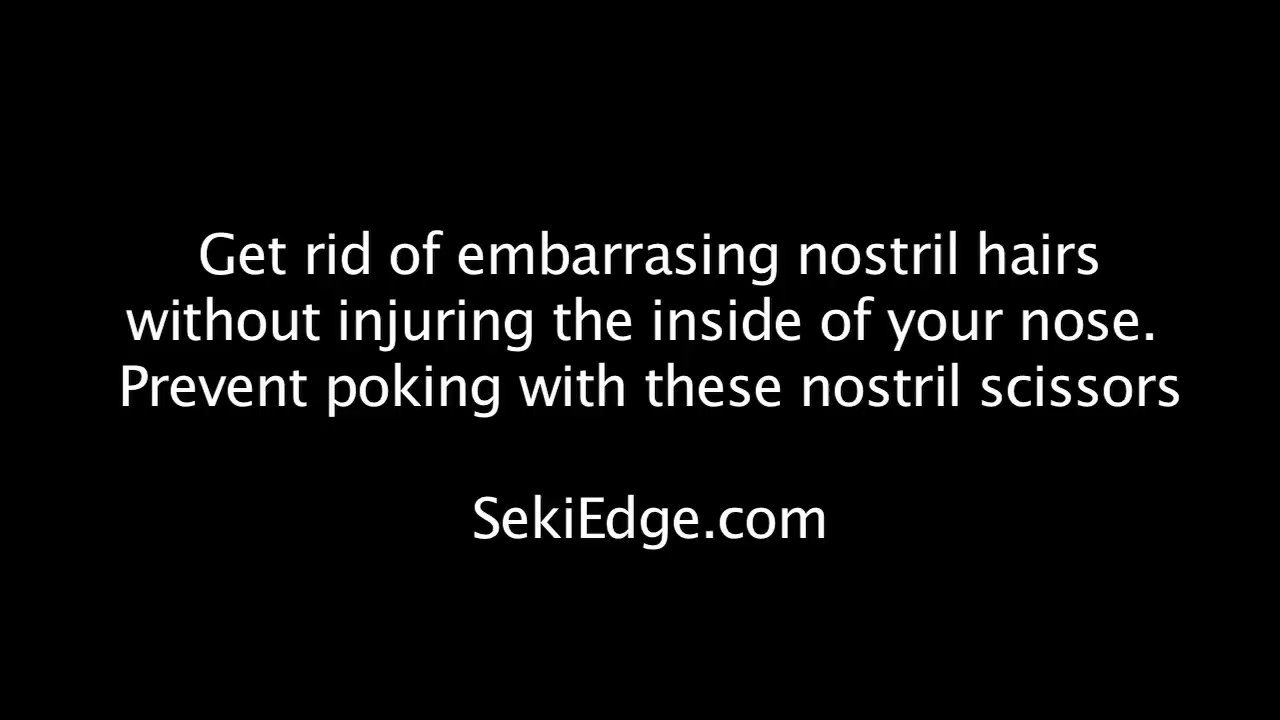 Get rid of embarrasing nostril hairs
without injuring the inside of your nose.
Prevent poking with these nostril scissors
SekiEdge.com